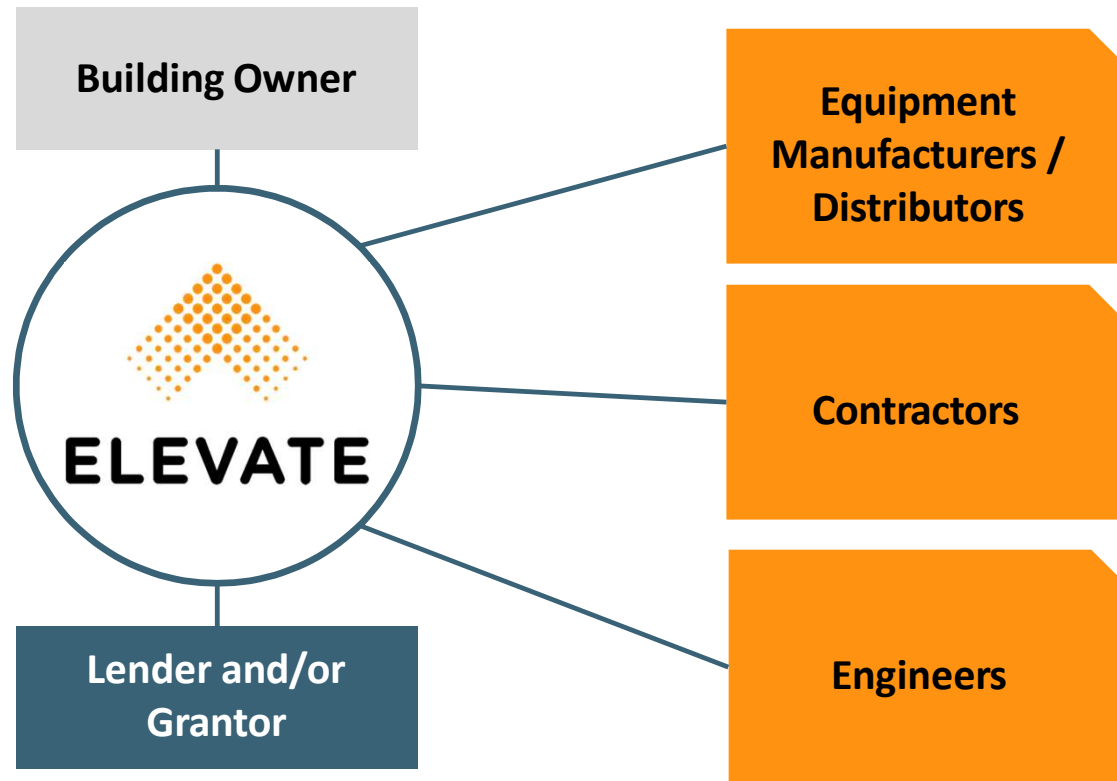 Building Owner
ELEVATE
Lender and/or
Grantor
Equipment
Manufacturers /
Distributors
Contractors
Engineers